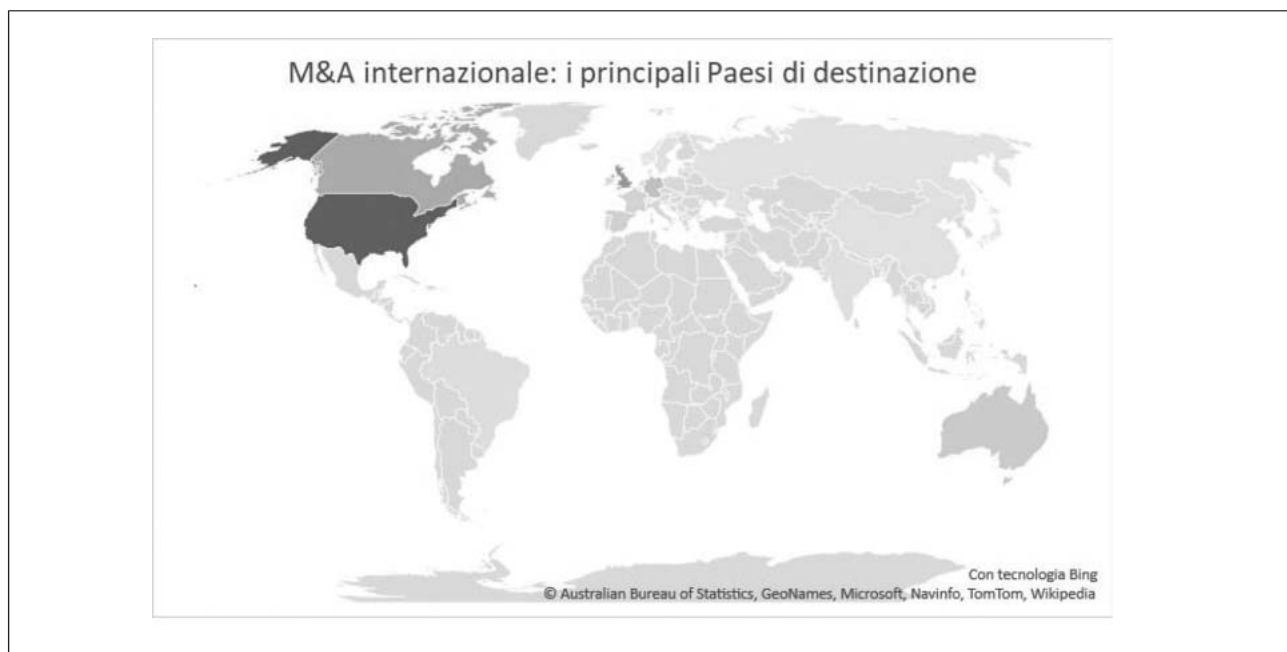 M&A internazionale: i principali Paesi di destinazione
Con tecnologia Bing
© Australian Bureau of Statistics, GeoNames, Microsoft, Navinfo, TomTom, Wikipedia